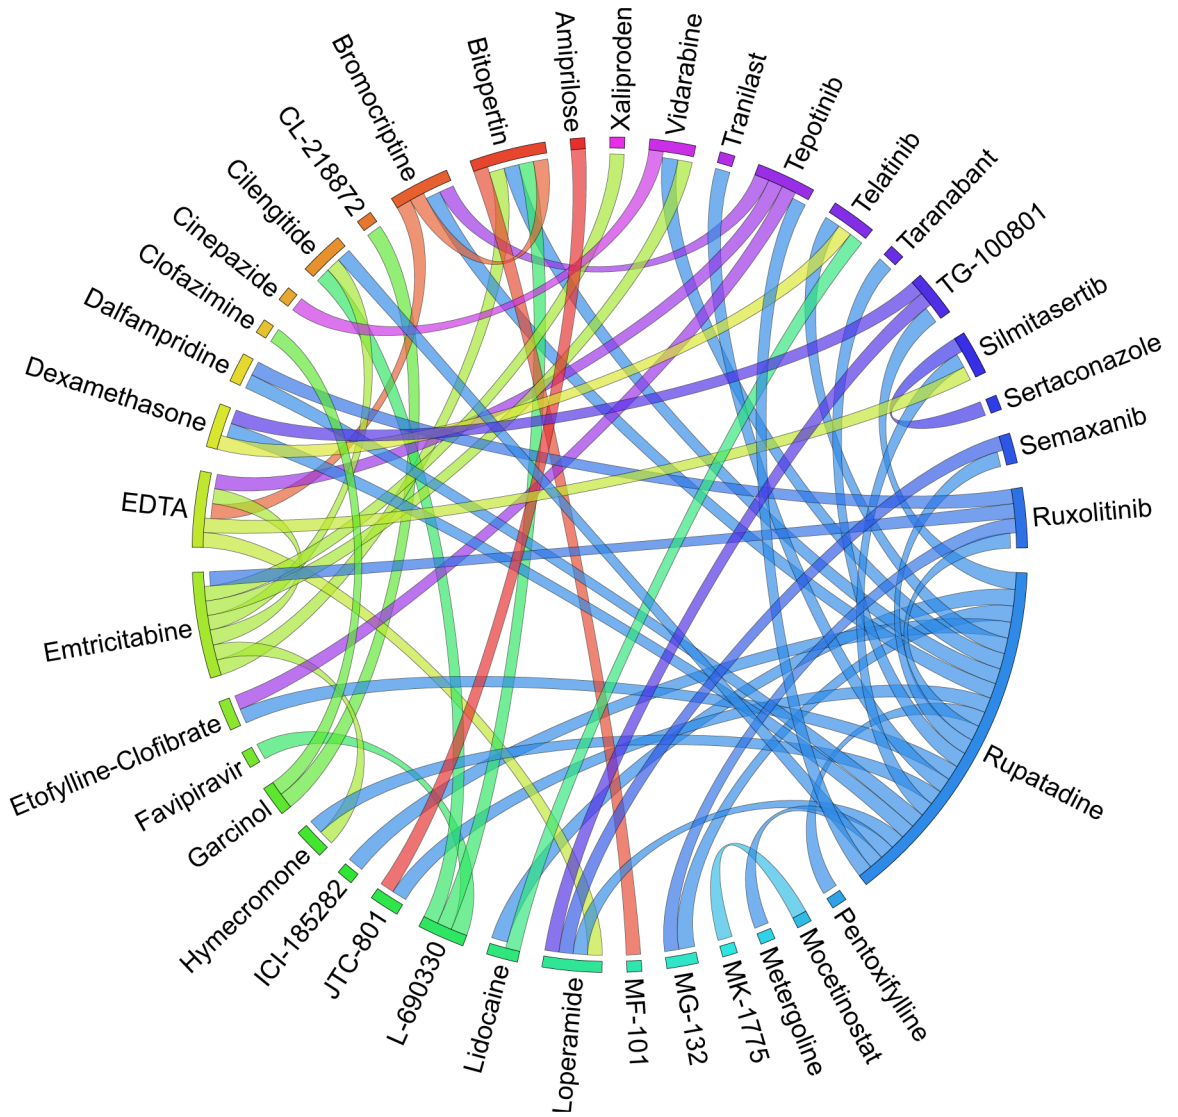 Amiprilose
Xaliproden
Vidarabine
Tranilast
Tepotinib
Telatinib
Taranabant
TG-100801
Silmitasertib
Sertaconazole
Semaxanib
Ruxolitinib
Rupatadine
Pentoxifylline
Mocetinostat
Metergoline
MK-1775
MG-132
MF-101
Loperamide
Lidocaine
L-690330
JTC-801
ICI-185282
Hymecromone
Garcinol
Favipiravir
Etofylline-Clofibrate
Emtricitabine
EDTA
Dexamethasone
Dalfampridine
Clofazimine
Cinepazide
Cilengitide
CL-218872
Bromocriptine
Bitopertin